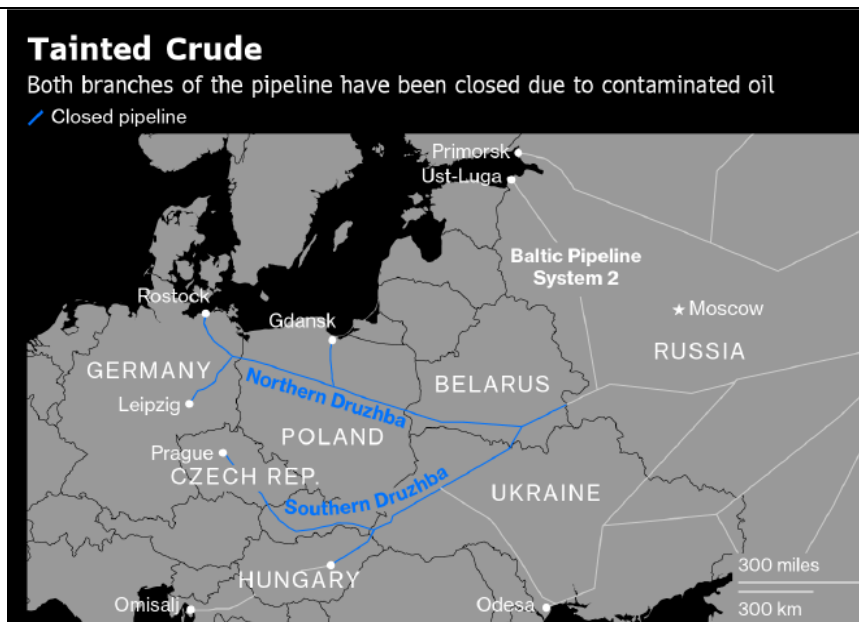 Tainted Crude
Both branches of the pipeline have been closed due to contaminated oil
Closed pipeline
Primorsk
Ust-Luga
Baltic Pipeline
System 2
Rostock
Gdansk
Moscow
RUSSIA
GERMANY
BELARUS
Northern Druzhba
Leipzig
POLAND
Prague
CZECH REP.
UKRAINE
Southern Druzhba
HUNGARY
300 miles
Omisalj
Odesa
300 km